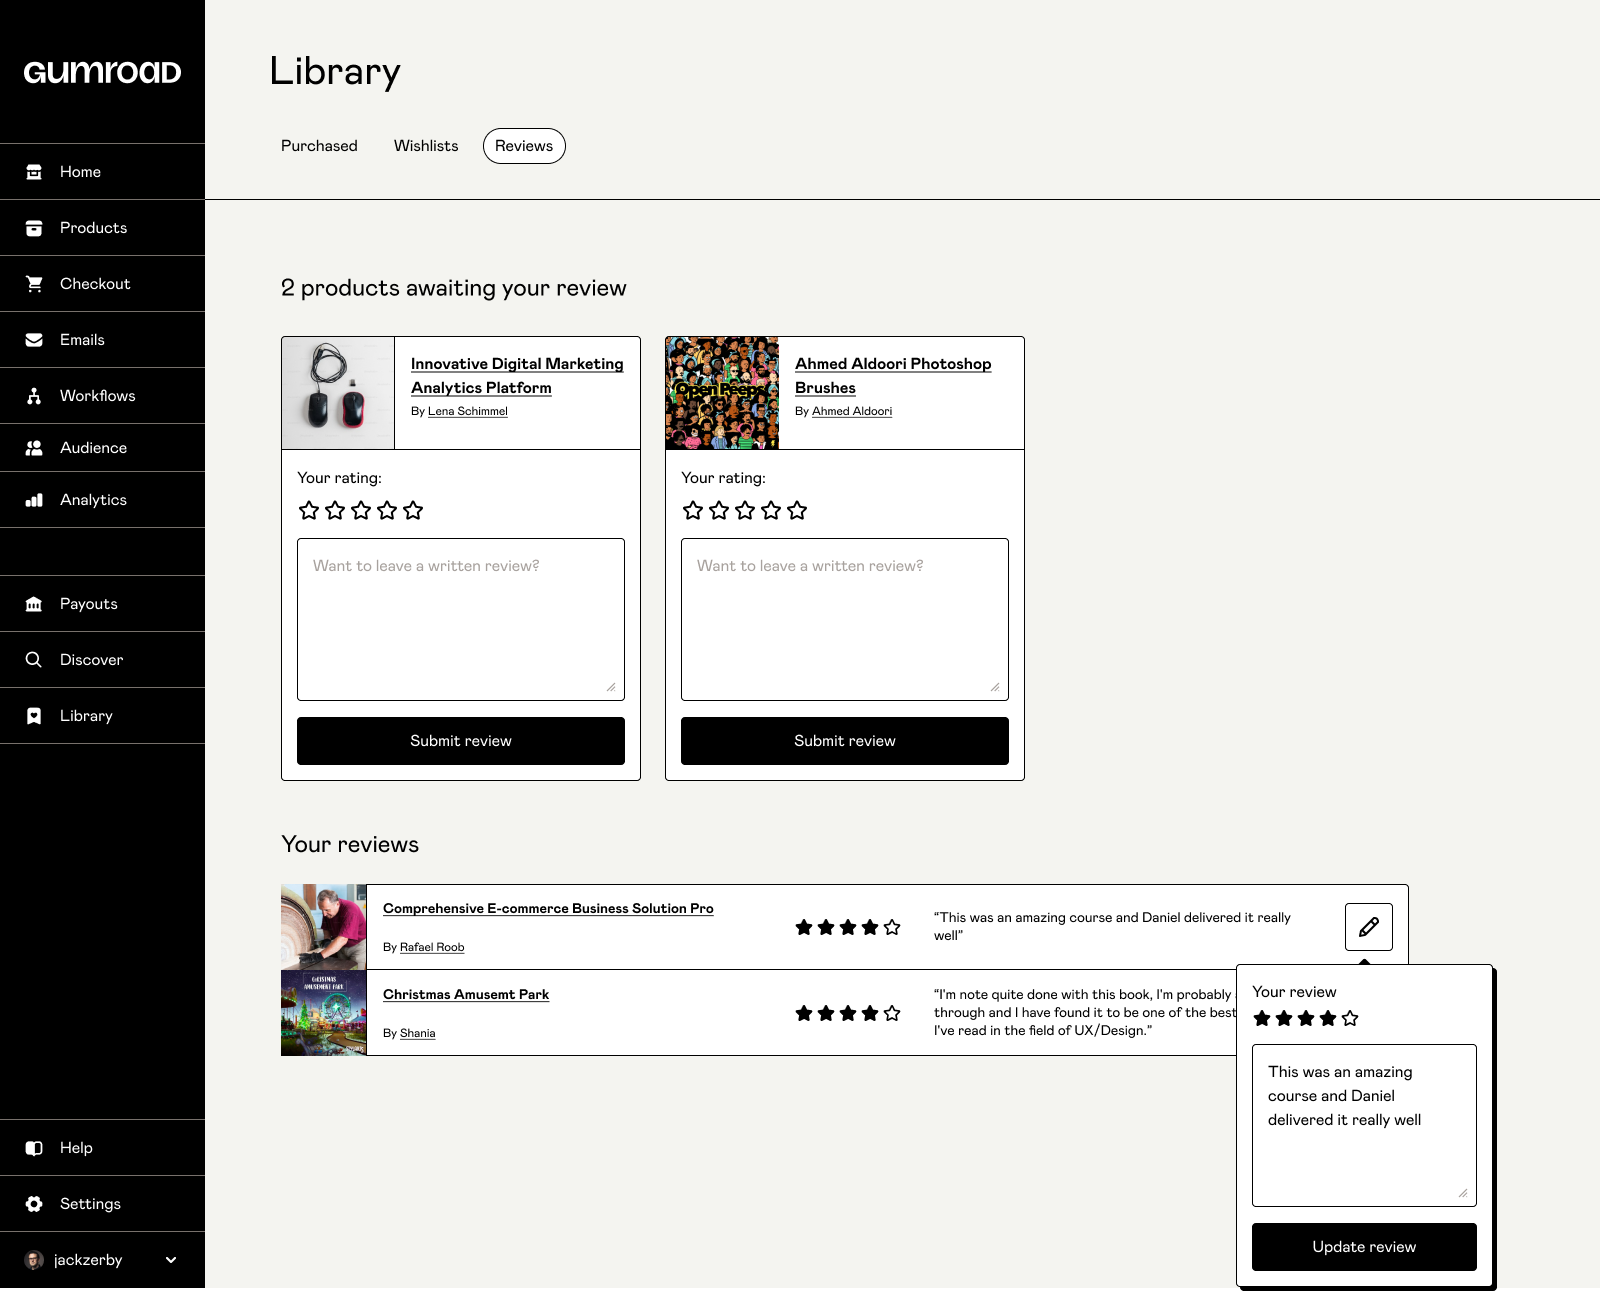 GUMROAD
Home
Products
Checkout
Emails
Workflows
Audience
Analytics
Payouts
Discover
Library
Help
Settings
jackzerby
Library
Purchased
Wishlists
Reviews
2 products awaiting your review
Innovative Digital Marketing
Analytics Platform
By Lena Schimmel
Your rating:
Want to leave a written review?
Submit review
Open Peeps
Ahmed Aldoori Photoshop
Brushes
By Ahmed Aldoori
Your rating:
Want to leave a written review?
Submit review
Your reviews
Comprehensive E-commerce Business Solution Pro
By Rafael Roob
“This was an amazing course and Daniel delivered it really
well”
CHRISTMAS
AMUSEMENT PARK
Christmas Amusemt Park
By Shania
“I'm note quite done with this book, I'm probably
through and I have found it to be one of the best
I've read in the field of UX/Design.”
Your review
This was an amazing
course and Daniel
delivered it really well
Update review